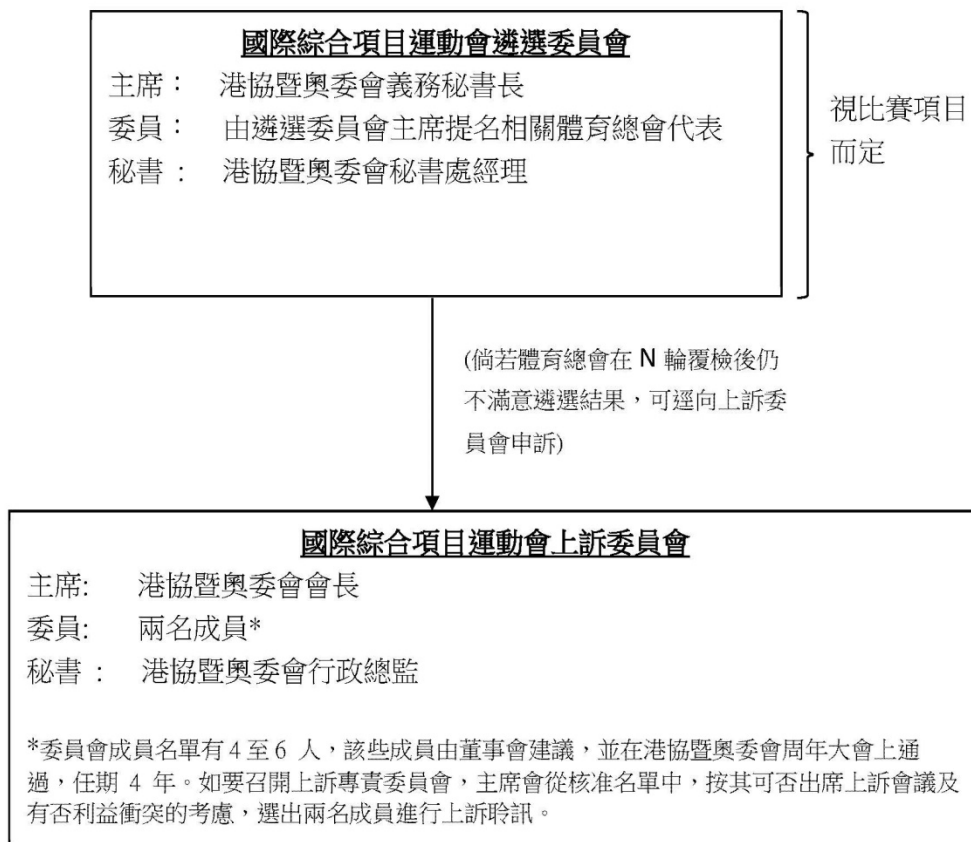 國際綜合項目運動會遴選委員會
主席： 港協暨奧委會義務秘書長
委員： 由遴選委員會主席提名相關體育總會代表
秘書： 港協暨奧委會秘書處經理
視比賽項目
而定
(倘若體育總會在 N 輪覆檢後仍
不滿意遴選結果，可逕向上訴委
員會申訴)
國際綜合項目運動會上訴委員會
主席: 港協暨奧委會會長
委員: 兩名成員*
秘書： 港協暨奧委會行政總監
*委員會成員名單有 4 至 6 人，該些成員由董事會建議，並在港協暨奧委會周年大會上通
過，任期 4 年。如要召開上訴專責委員會，主席會從核准名單中，按其可否出席上訴會議及
有否利益衝突的考慮，選出兩名成員進行上訴聆訊。